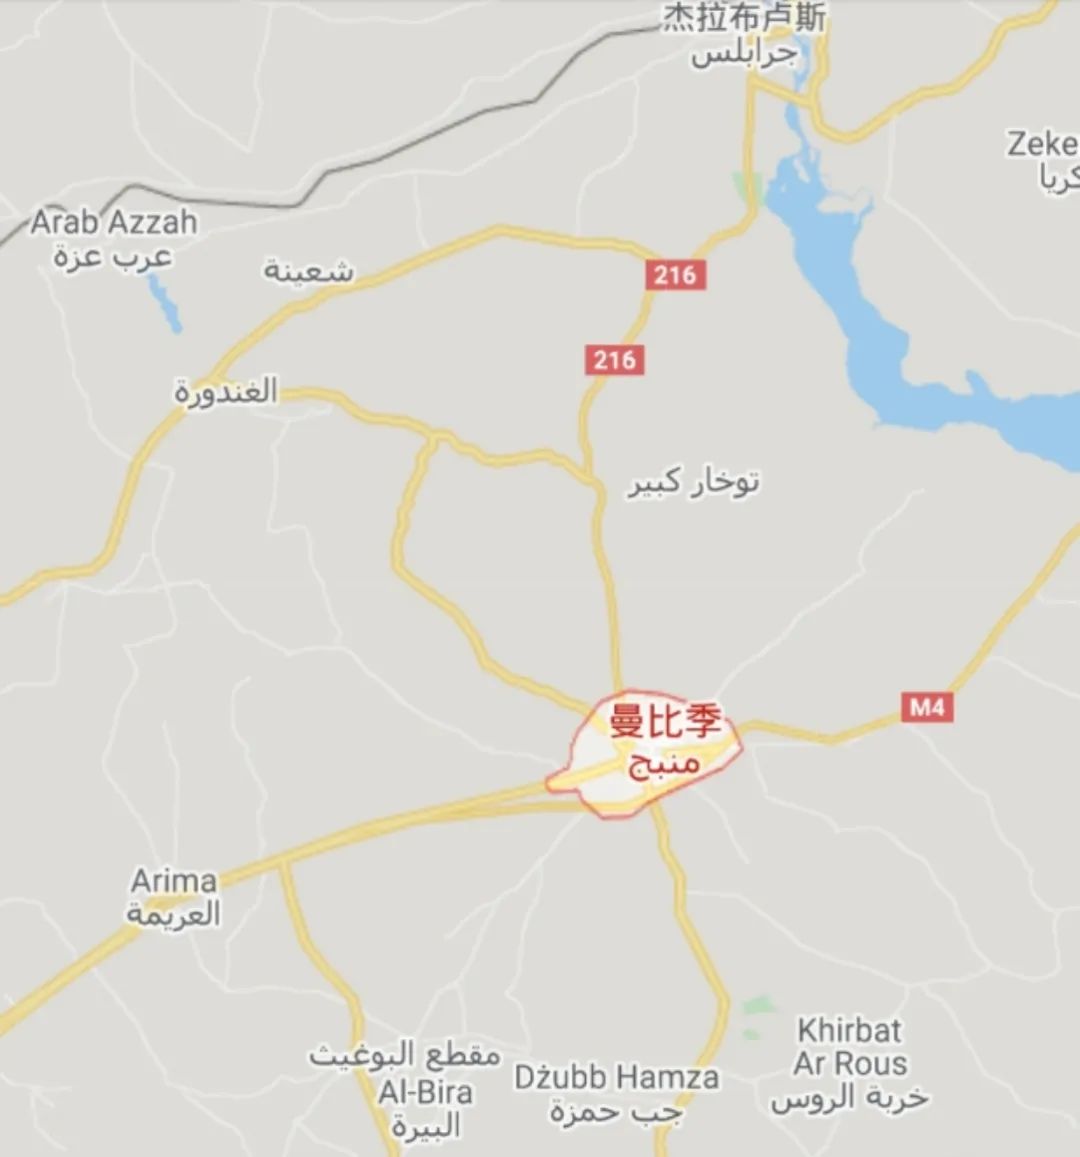 杰拉布卢斯
جرابلس
Zeke
كريا
Arab Azzah
عرب عزة
شعينة
216
216
الغندورة
توخار كبير
M4
曼比季
منبج
Arima
العريمة
مقطع البوغيث
Al-Bira
البيرة
Dżubb Hamza
جب حمزة
Khirbat
Ar Rous
خربة الروس